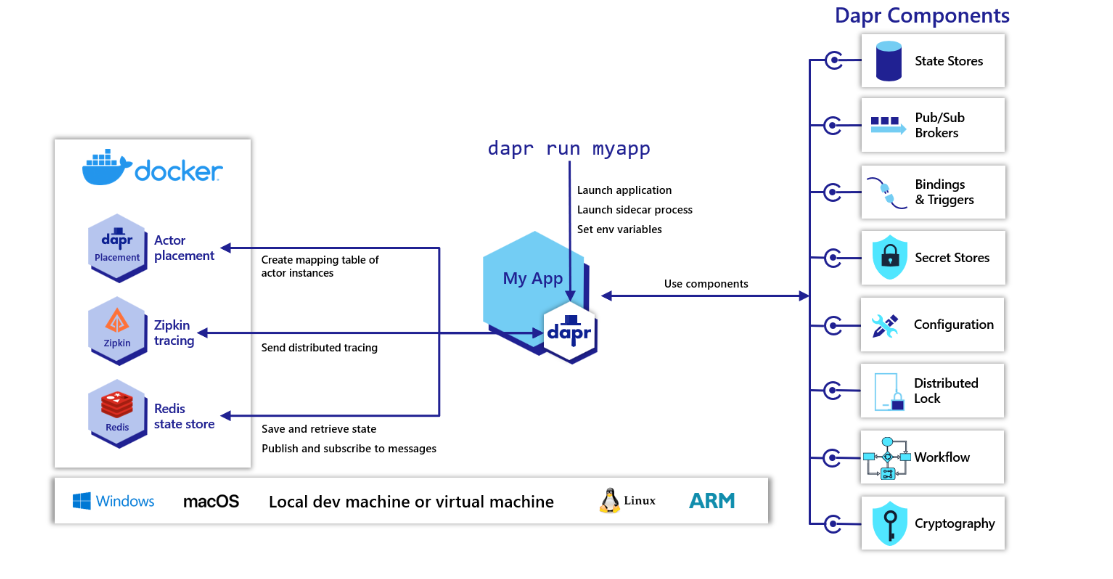 Dapr Components
State Stores
Pub/Sub
Brokers
Bindings
& Triggers
Secret Stores
Configuration
Distributed
Lock
Workflow
Cryptography
docker
dapr
Placement
Actor
placement
Zipkin
Zipkin
tracing
Redis
Redis
state store
Create mapping table of
actor instances
Send distributed tracing
Save and retrieve state
Publish and subscribe to messages
dapr run myapp
Launch application
Launch sidecar process
Set env variables
My App
dapr
Use components
Windows
macOS
Local dev machine or virtual machine
Linux
ARM